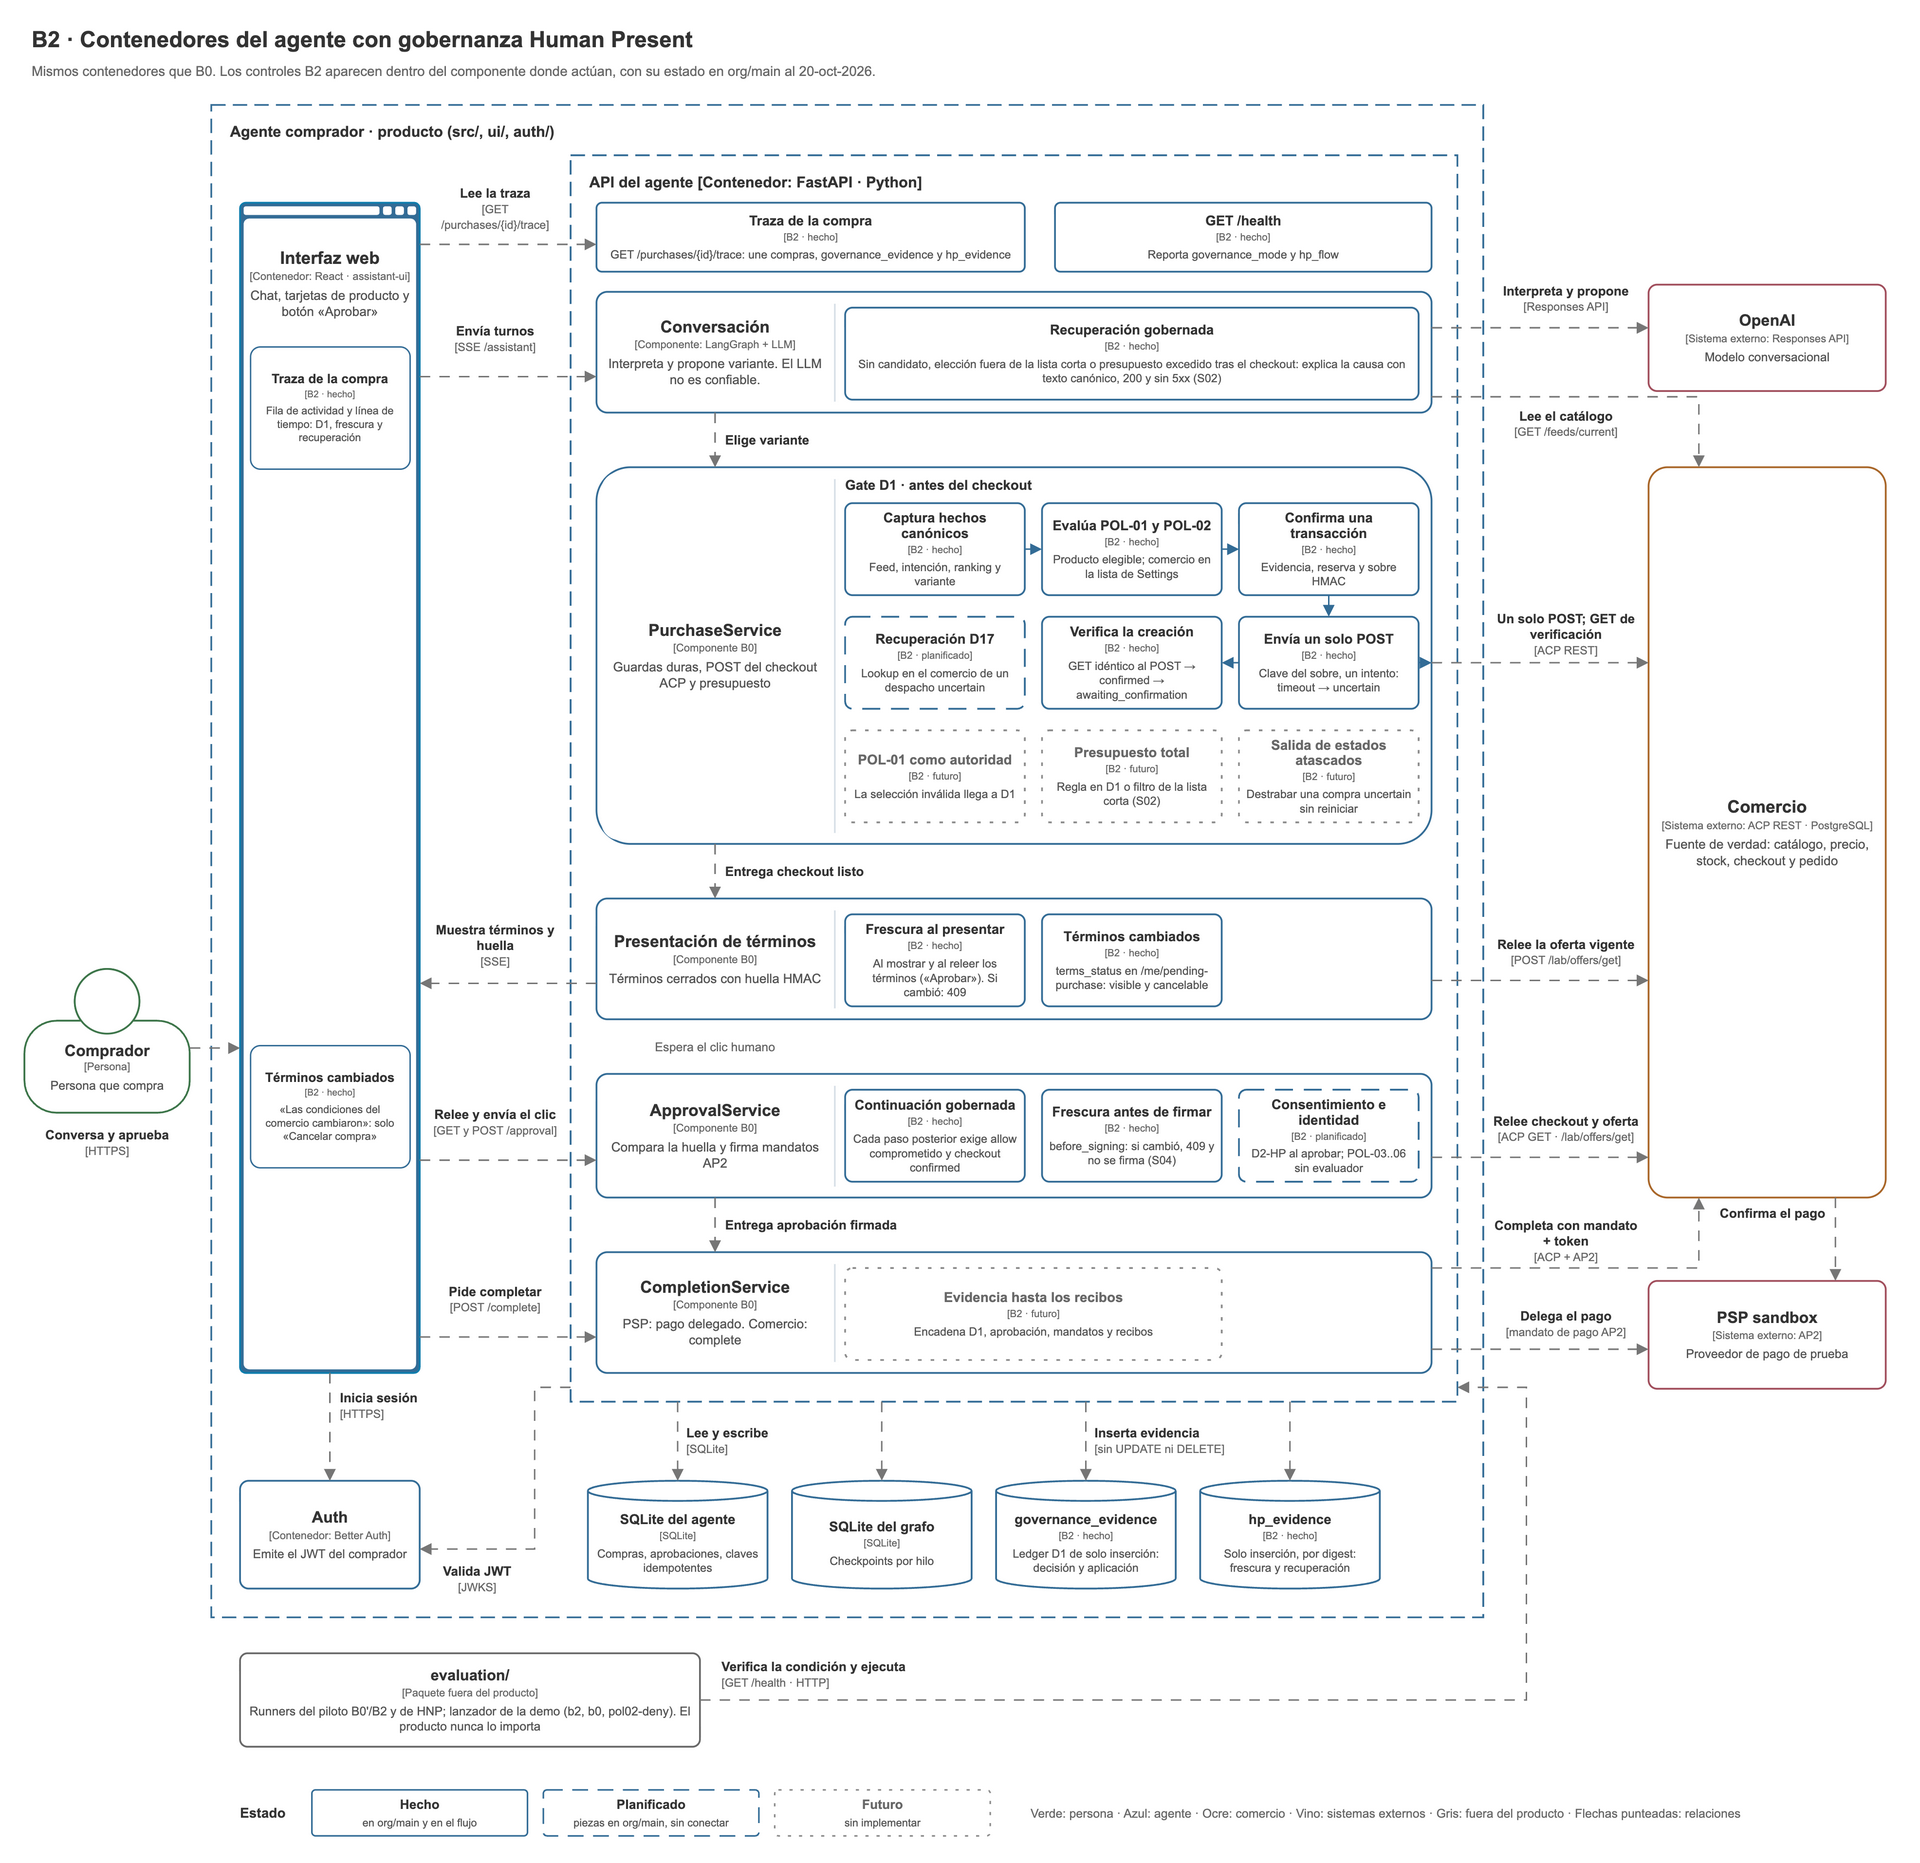 B2 · Contenedores del agente con gobernanza Human Present
Mismos contenedores que B0. Los controles B2 aparecen dentro del componente donde actúan, con su estado en org/main al 20-oct-2026.
Agente comprador · producto (src/, ui/, auth/)
API del agente [Contenedor: FastAPI · Python]
Lee la traza
[GET
/purchases/{id}/trace]
Traza de la compra
[B2 · hecho]
GET /purchases/{id}/trace: une compras, governance_evidence y hp_evidence
GET /health
[B2 · hecho]
Reporta governance_mode y hp_flow
Interfaz web
[Contenedor: React · assistant-ui]
Chat, tarjetas de producto y
botón «Aprobar»
Traza de la compra
[B2 · hecho]
Fila de actividad y línea de
tiempo: D1, frescura y
recuperación
Envía turnos
[SSE /assistant]
Conversación
[Componente: LangGraph + LLM]
Interpreta y propone variante. El LLM
no es confiable.
Recuperación gobernada
[B2 · hecho]
Sin candidato, elección fuera de la lista corta o presupuesto excedido tras el checkout: explica la causa con
texto canónico, 200 y sin 5xx (S02)
Interpreta y propone
[Responses API]
OpenAI
[Sistema externo: Responses API]
Modelo conversacional
Lee el catálogo
[GET /feeds/current]
Elige variante
PurchaseService
[Componente B0]
Guardas duras, POST del checkout
ACP y presupuesto
Gate D1 · antes del checkout
Captura hechos
canónicos
[B2 · hecho]
Feed, intención, ranking y
variante
Evalúa POL-01 y POL-02
[B2 · hecho]
Producto elegible; comercio en
la lista de Settings
Confirma una
transacción
[B2 · hecho]
Evidencia, reserva y sobre
HMAC
Recuperación D17
[B2 · planificado]
Lookup en el comercio de un
despacho uncertain
Verifica la creación
[B2 · hecho]
GET idéntico al POST →
confirmed →
awaiting_confirmation
Envía un solo POST
[B2 · hecho]
Clave del sobre, un intento:
timeout → uncertain
POL-01 como autoridad
[B2 · futuro]
La selección inválida llega a D1
Presupuesto total
[B2 · futuro]
Regla en D1 o filtro de la lista
corta (S02)
Salida de estados
atascados
[B2 · futuro]
Destrabar una compra uncertain
sin reiniciar
Un solo POST; GET de
verificación
[ACP REST]
Comercio
[Sistema externo: ACP REST · PostgreSQL]
Fuente de verdad: catálogo, precio,
stock, checkout y pedido
Entrega checkout listo
Muestra términos y
huella
[SSE]
Presentación de términos
[Componente B0]
Términos cerrados con huella HMAC
Frescura al presentar
[B2 · hecho]
Al mostrar y al releer los
términos («Aprobar»). Si
cambió: 409
Términos cambiados
[B2 · hecho]
terms_status en /me/pending-
purchase: visible y cancelable
Relee la oferta vigente
[POST /lab/offers/get]
Espera el clic humano
Comprador
[Persona]
Persona que compra
Conversa y aprueba
[HTTPS]
Términos cambiados
[B2 · hecho]
«Las condiciones del
comercio cambiaron»: solo
«Cancelar compra»
Relee y envía el clic
[GET y POST /approval]
ApprovalService
[Componente B0]
Compara la huella y firma mandatos
AP2
Continuación gobernada
[B2 · hecho]
Cada paso posterior exige allow
comprometido y checkout
confirmed
Frescura antes de firmar
[B2 · hecho]
before_signing: si cambió, 409 y
no se firma (S04)
Consentimiento e
identidad
[B2 · planificado]
D2-HP al aprobar; POL-03..06
sin evaluador
Relee checkout y oferta
[ACP GET · /lab/offers/get]
Entrega aprobación firmada
Completa con mandato
+ token
[ACP + AP2]
Confirma el pago
Pide completar
[POST /complete]
CompletionService
[Componente B0]
PSP: pago delegado. Comercio:
complete
Evidencia hasta los recibos
[B2 · futuro]
Encadena D1, aprobación, mandatos y recibos
Delega el pago
[mandato de pago AP2]
PSP sandbox
[Sistema externo: AP2]
Proveedor de pago de prueba
Inicia sesión
[HTTPS]
Lee y escribe
[SQLite]
Inserta evidencia
[sin UPDATE ni DELETE]
Auth
[Contenedor: Better Auth]
Emite el JWT del comprador
Valida JWT
[JWKS]
SQLite del agente
[SQLite]
Compras, aprobaciones, claves
idempotentes
SQLite del grafo
[SQLite]
Checkpoints por hilo
governance_evidence
[B2 · hecho]
Ledger D1 de solo inserción:
decisión y aplicación
hp_evidence
[B2 · hecho]
Solo inserción, por digest:
frescura y recuperación
evaluation/
[Paquete fuera del producto]
Runners del piloto B0'/B2 y de HNP; lanzador de la demo (b2, b0, pol02-deny). El
producto nunca lo importa
Verifica la condición y ejecuta
[GET /health · HTTP]
Estado
Hecho
en org/main y en el flujo
Planificado
piezas en org/main, sin conectar
Futuro
sin implementar
Verde: persona · Azul: agente · Ocre: comercio · Vino: sistemas externos · Gris: fuera del producto · Flechas punteadas: relaciones